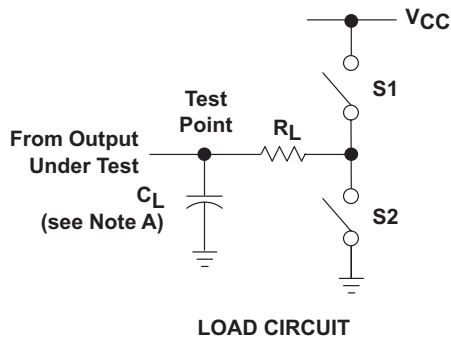 VCC
S1
Test
Point
RL
From Output
Under Test
CL
(see Note A)
S2
LOAD CIRCUIT